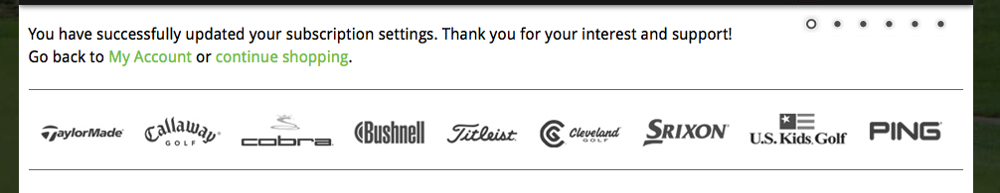 You have successfully updated your subscription settings. Thank you for your interest and support!
Go back to My Account or continue shopping.
TaylorMade Callaway GOLF cobra Bushnell Titleist Cleveland GOLF SRIXON U.S. Kids Golf PING